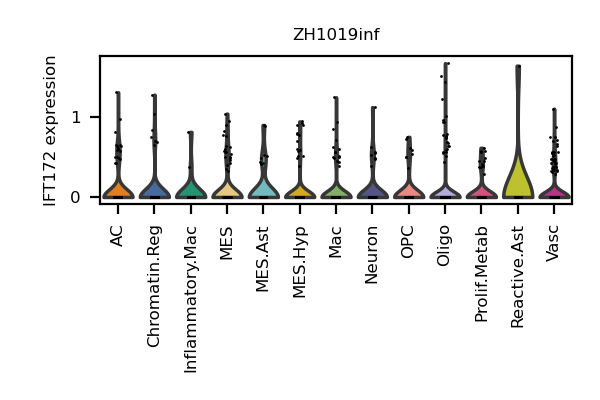 ZH1019inf
IFT172 expression
1
0
AC
Chromatin.Reg
Inflammatory.Mac
MES
MES.Ast
MES.Hyp
Mac
Neuron
OPC
Oligo
Prolif.Metab
Reactive.Ast
Vasc